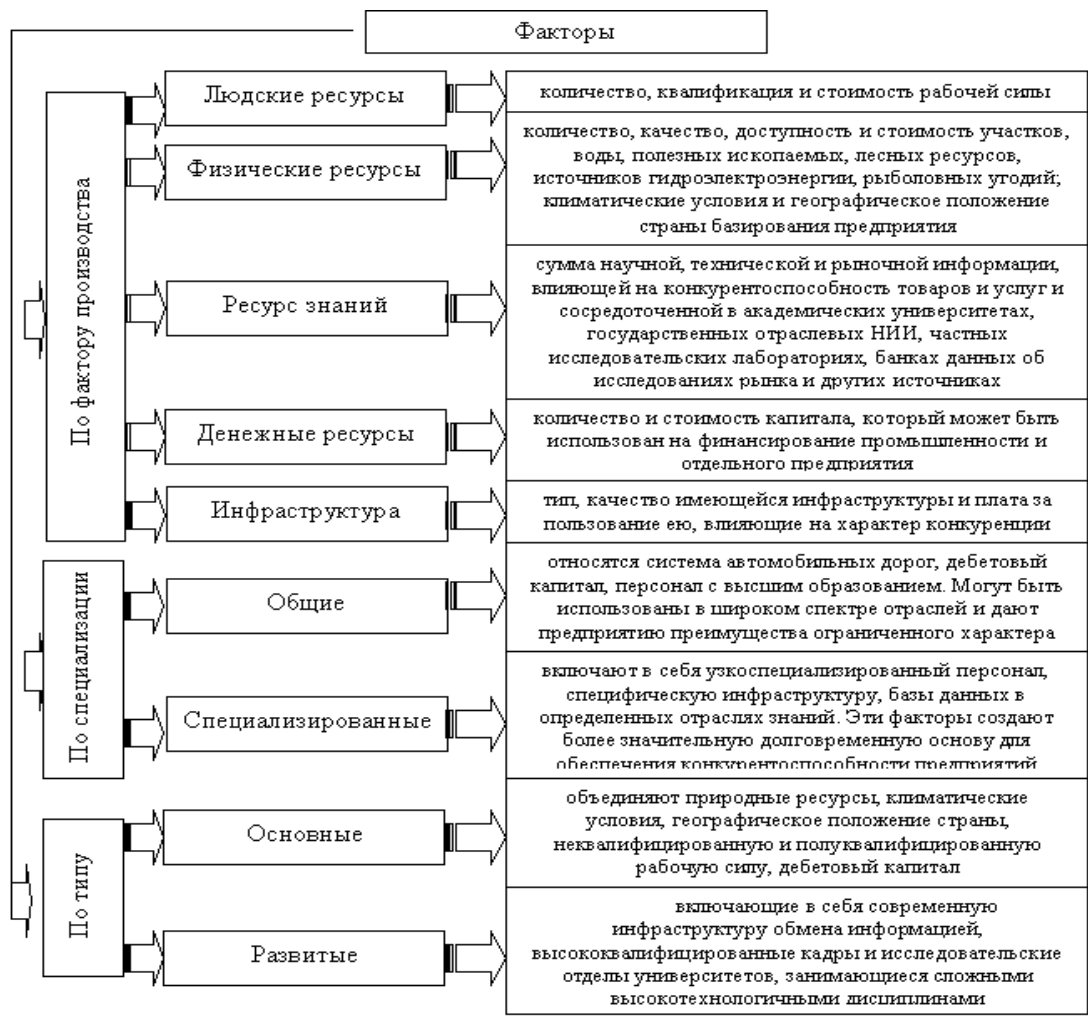 Факторы
По фактору производства
Людские ресурсы
количество, квалификация и стоимость рабочей силы
Физические ресурсы
количество, качество, доступность и стоимость участков,
воды, полезных ископаемых, лесных ресурсов,
источников гидроэлектроэнергии, рыболовных угодий;
климатические условия и географическое положение
страны базирования предприятия
Ресурс знаний
сумма научной, технической и рыночной информации,
влияющей на конкурентоспособность товаров и услуг и
сосредоточенной в академических университетах,
государственных отраслевых НИИ, частных
исследовательских лабораториях, банках данных об
исследованиях рынка и других источниках
Денежные ресурсы
количество и стоимость капитала, который может быть
использован на финансирование промышленности и
отдельного предприятия
Инфраструктура
тип, качество имеющейся инфраструктуры и плата за
пользование ею, влияющие на характер конкуренции
По специализации
Общие
относятся система автомобильных дорог, дебетовый
капитал, персонал с высшим образованием. Могут быть
использованы в широком спектре отраслей и дают
предприятию преимущества ограниченного характера
Специализированные
включают в себя узкоспециализированный персонал,
специфическую инфраструктуру, базы данных в
определенных отраслях знаний. Эти факторы создают
более значительную долговременную основу для
обеспечения конкурентоспособности предприятий
По типу
Основные
объединяют природные ресурсы, климатические
условия, географическое положение страны,
неквалифицированную и полуквалифицированную
рабочую силу, дебетовый капитал
Развитые
включающие в себя современную
инфраструктуру обмена информацией,
высококвалифицированные кадры и исследовательские
отделы университетов, занимающиеся сложными
высокотехнологичными дисциплинами